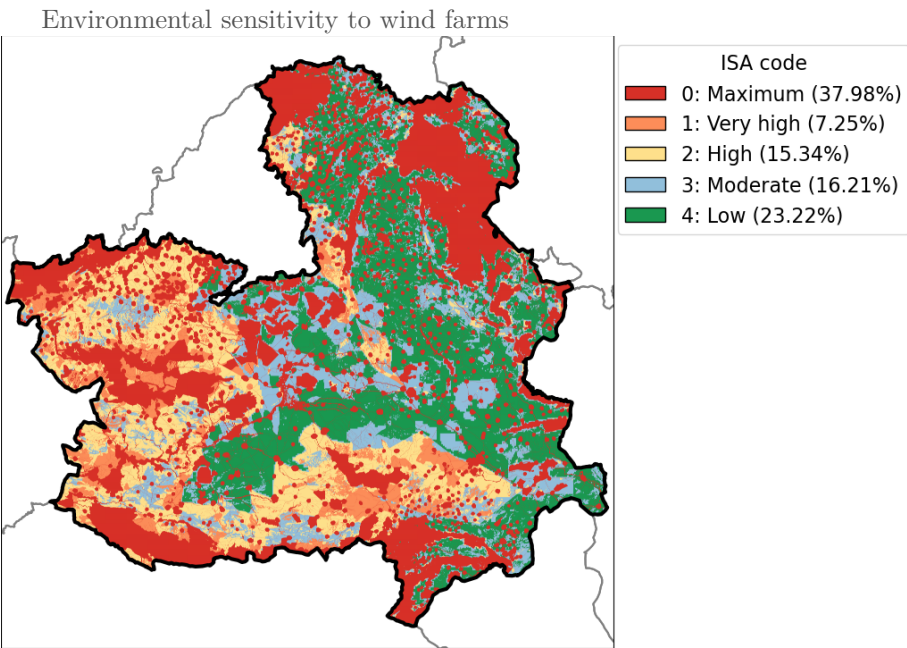 Environmental sensitivity to wind farms
ISA code
0: Maximum (37.98%)
1: Very high (7.25%)
2: High (15.34%)
3: Moderate (16.21%)
4: Low (23.22%)